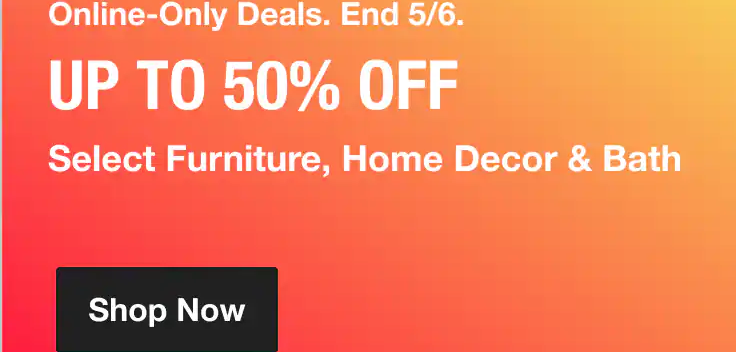 Online-Only Deals. End 5/6.
UP TO 50% OFF
Select Furniture, Home Decor & Bath
Shop Now